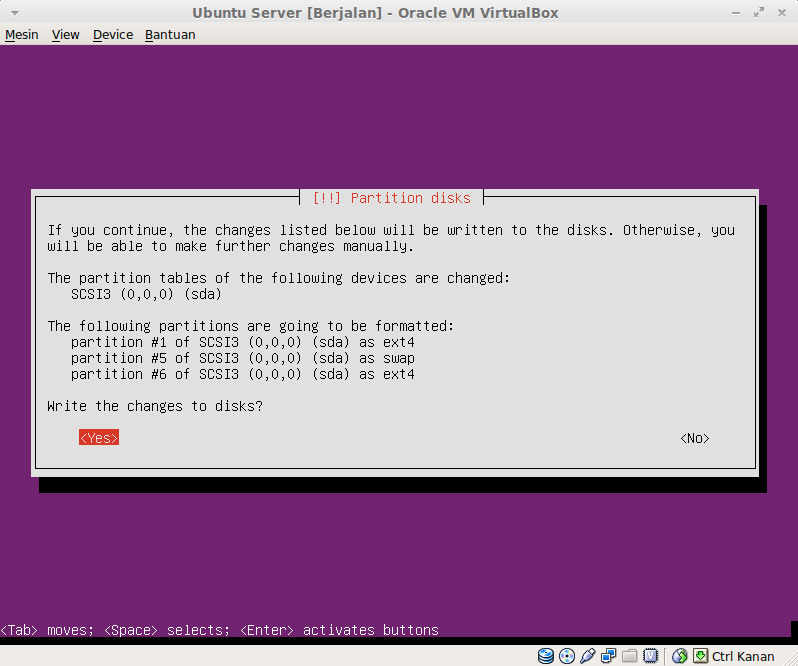 Ubuntu Server [Berjalan] - Oracle VM VirtualBox
Mesin View Device Bantuan
[!!] Partition disks
If you continue, the changes listed below will be written to the disks. Otherwise, you
will be able to make further changes manually.
The partition tables of the following devices are changed:
SCSI3 (0,0,0) (sda)
The following partitions are going to be formatted:
partition #1 of SCSI3 (0,0,0) (sda) as ext4
partition #5 of SCSI3 (0,0,0) (sda) as swap
partition #6 of SCSI3 (0,0,0) (sda) as ext4
Write the changes to disks?
<Yes> <No>
<Tab> moves; <Space> selects; <Enter> activates buttons
Ctrl Kanan